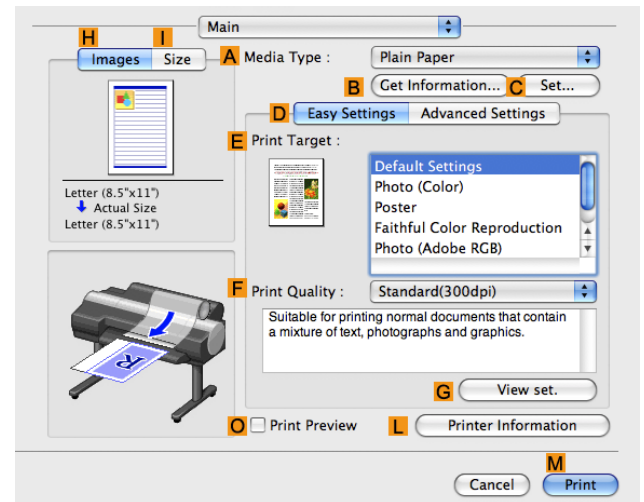 Main
H
I
Images
Size
A
Media Type :
Plain Paper
B
Get Information...
C
Set...
D
Easy Settings
Advanced Settings
E
Print Target :
Default Settings
Photo (Color)
Poster
Faithful Color Reproduction
Photo (Adobe RGB)
Letter (8.5"x11")
Actual Size
Letter (8.5"x11")
F
Print Quality :
Standard(300dpi)
Suitable for printing normal documents that contain
a mixture of text, photographs and graphics.
R
G
View set.
O
Print Preview
L
Printer Information
M
Cancel
Print